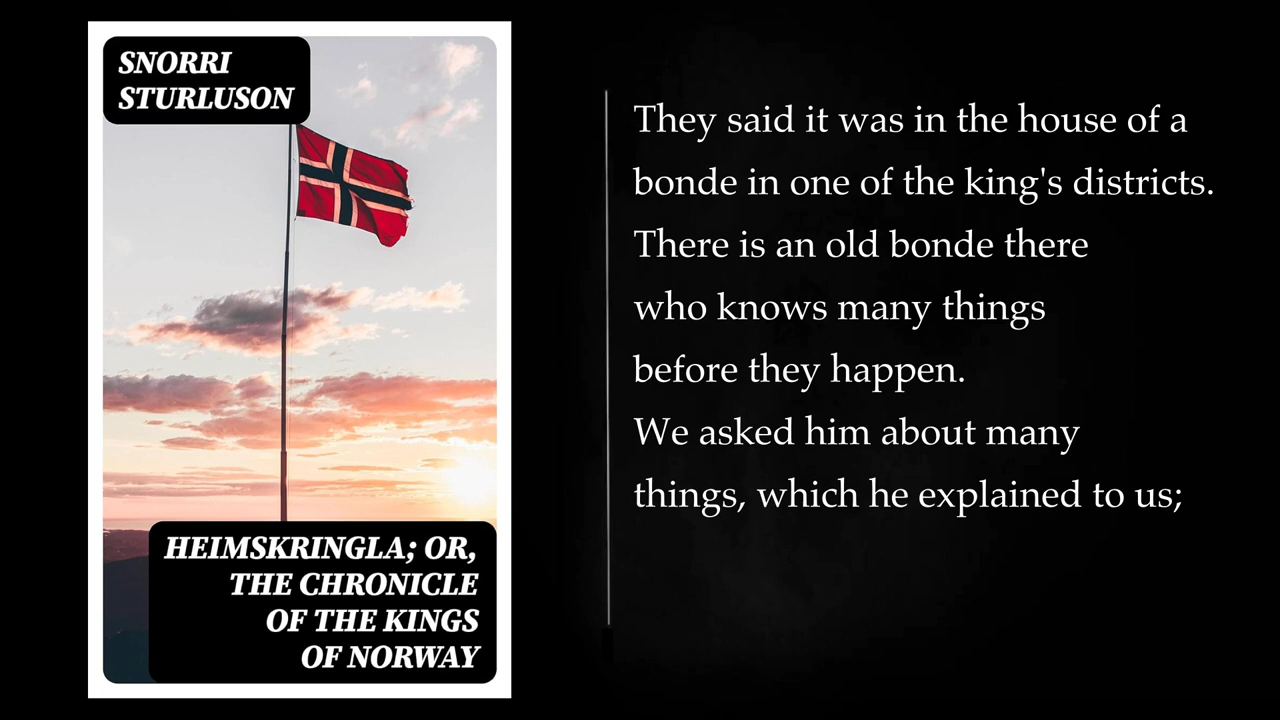 SNORRI
STURLUSON
HEIMSKRINGLA; OR,
THE CHRONICLE
OF THE KINGS
OF NORWAY
They said it was in the house of a
bonde in one of the king's districts.
There is an old bonde there
who knows many things
before they happen.
We asked him about many
things, which he explained to us;